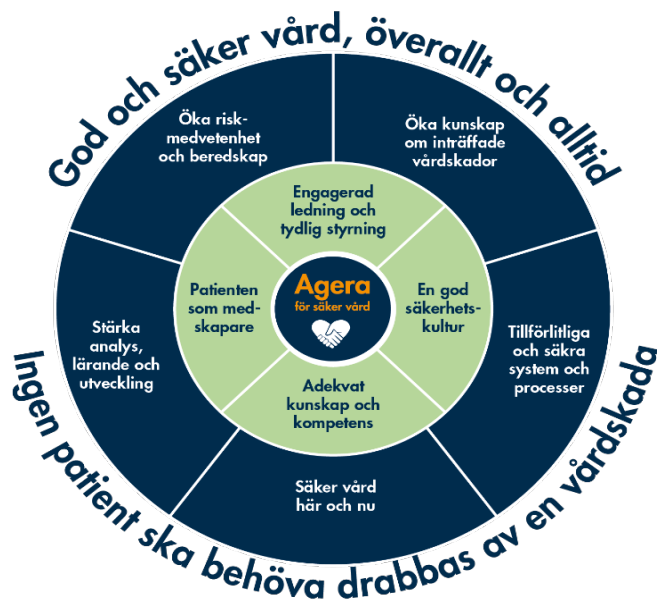 God och säker vård, överallt och alltid
Öka risk-
medvetenhet
och beredskap
Öka kunskap
om inträffade
vårdskador
Engagerad
ledning och
tydlig styrning
Patienten
som med-
skapare
Agera
för säker vård
En god
säkerhets-
kultur
Stärka
analys,
lärande och
utveckling
Tillförlitliga
och säkra
system och
processer
Adekvat
kunskap och
kompetens
Säker vård
här och nu
Ingen patient ska behöva drabbas av en vårdskada